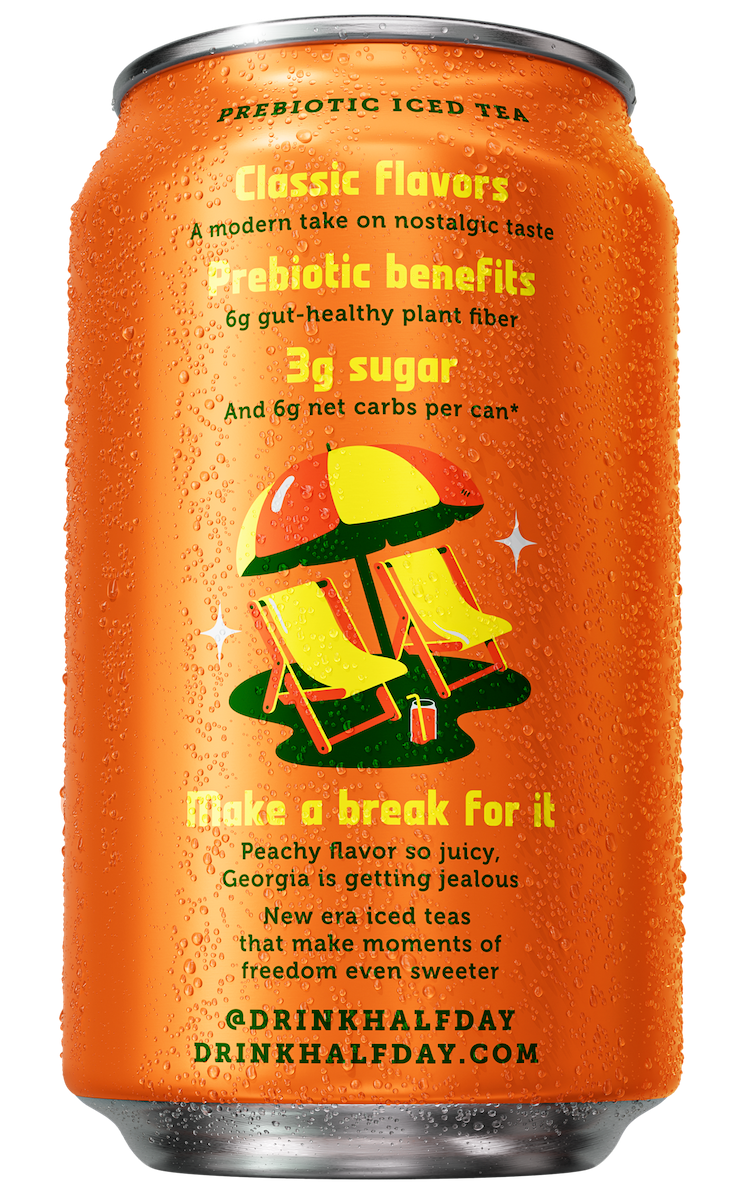 PREBIOTIC ICED TEA
Classic flavors
A modern take on nostalgic taste
Prebiotic benefits
6g gut-healthy plant fiber
3g sugar
And 6g net carbs per can*
Make a break for it
Peachy flavor so juicy,
Georgia is getting jealous
New era iced teas
that make moments of
freedom even sweeter
@DRINKHALFDAY
DRINKHALFDAY.COM